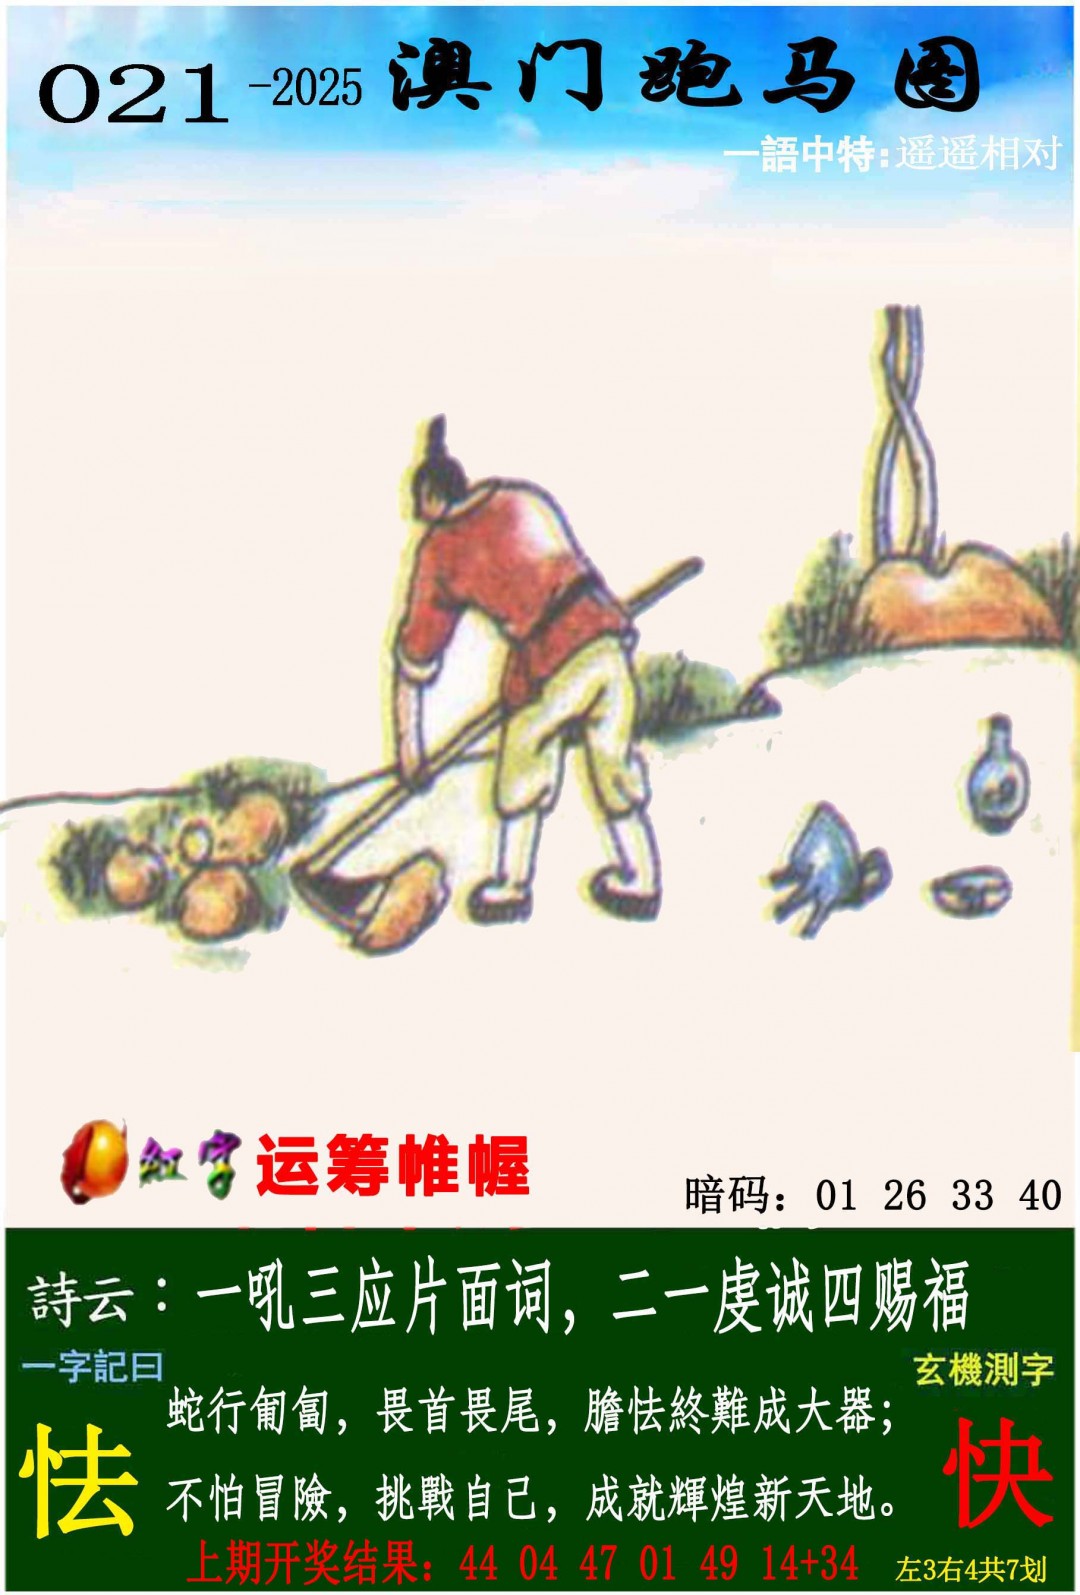 021-2025 澳门跑马图
一語中特:遥遥相对
红字 运筹帷幄
暗码：01 26 33 40
詩云：一吼三应片面词，二一虔诚四赐福
一字記曰
玄機測字
蛇行匍匐，畏首畏尾，膽怯終難成大器；
怯
快
不怕冒險，挑戰自己，成就輝煌新天地。
上期开奖结果：44 04 47 01 49 14+34
左3右4共7划